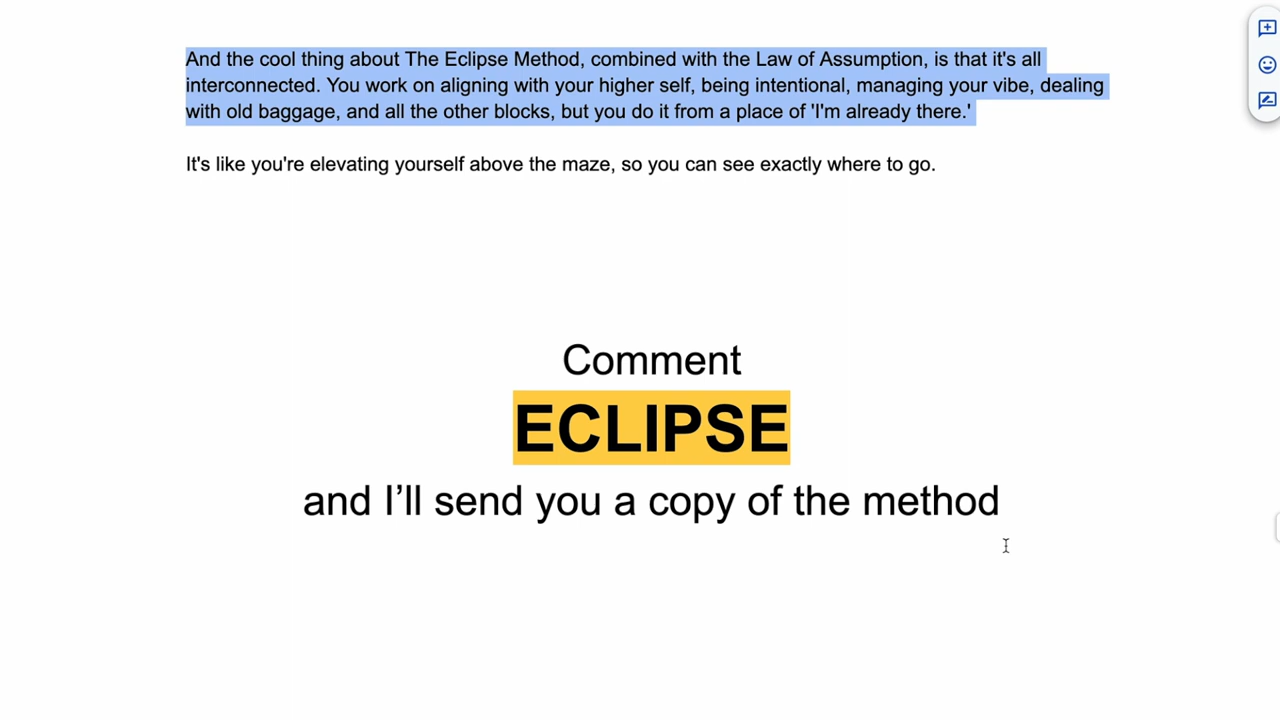 And the cool thing about The Eclipse Method, combined with the Law of Assumption, is that it's all
interconnected. You work on aligning with your higher self, being intentional, managing your vibe, dealing
with old baggage, and all the other blocks, but you do it from a place of 'I'm already there.'
It's like you're elevating yourself above the maze, so you can see exactly where to go.
Comment
ECLIPSE
and I’ll send you a copy of the method